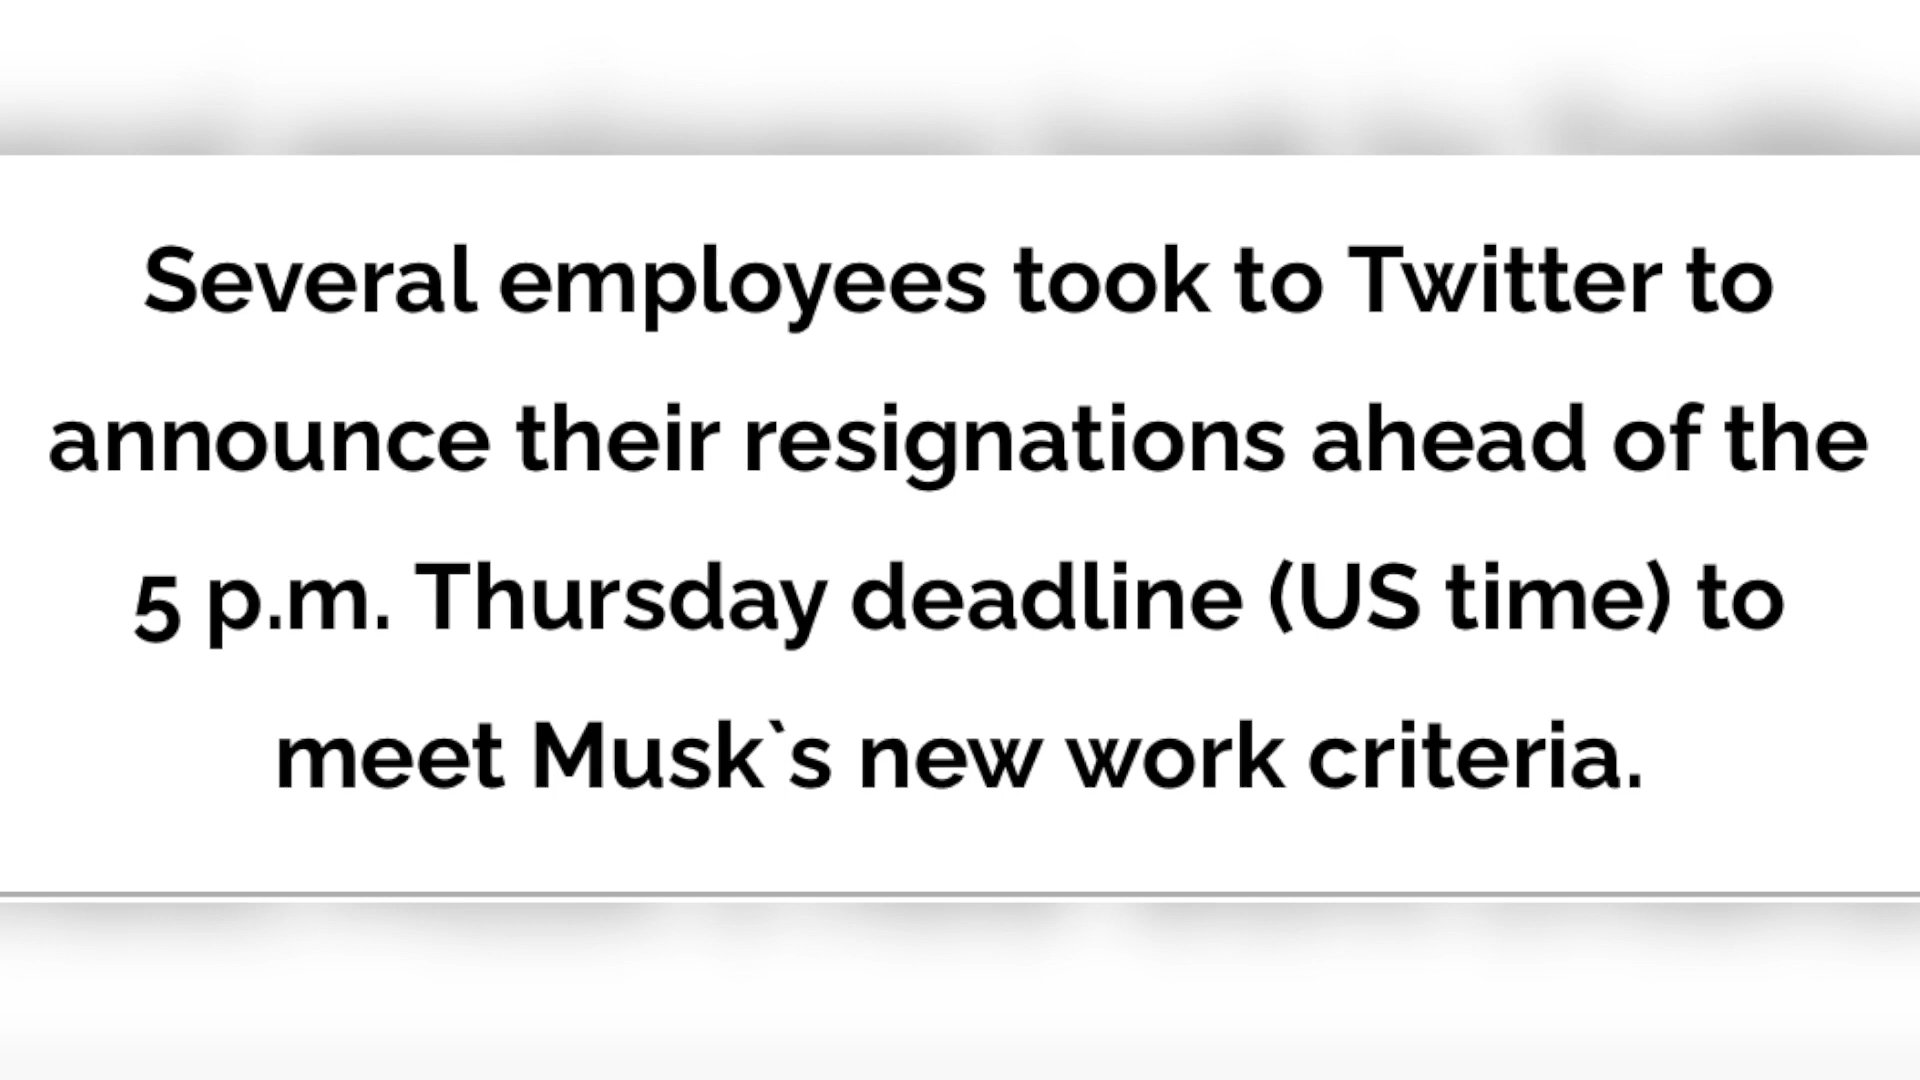 Several employees took to Twitter to
announce their resignations ahead of the
5 p.m. Thursday deadline (US time) to
meet Musk`s new work criteria.